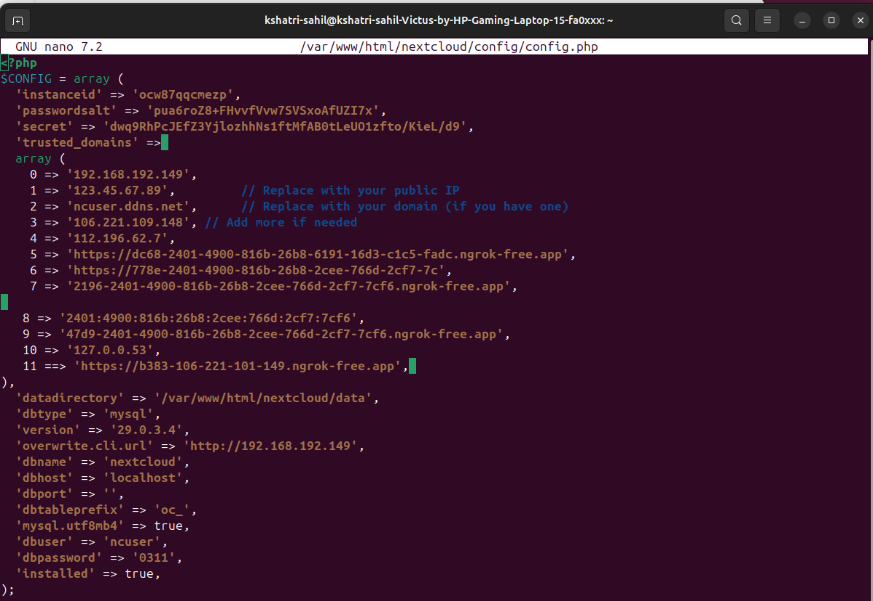 kshatri-sahil@kshatri-sahil-Victus-by-HP-Gaming-Laptop-15-fa0xxx: ~
GNU nano 7.2 /var/www/html/nextcloud/config/config.php
<?php
$CONFIG = array (
  'instanceid' => 'ocw87qqcmezp',
  'passwordsalt' => 'pua6roZ8+FHvvfVvw7SVSxoAfUZI7x',
  'secret' => 'dwq9RhPcJEfZ3YjlozhhNs1ftMfAB0tLeUO1zfto/KieL/d9',
  'trusted_domains' =>
  array (
    0 => '192.168.192.149',
    1 => '123.45.67.89',         // Replace with your public IP
    2 => 'ncuser.ddns.net',      // Replace with your domain (if you have one)
    3 => '106.221.109.148', // Add more if needed
    4 => '112.196.62.7',
    5 => 'https://dc68-2401-4900-816b-26b8-6191-16d3-c1c5-fadc.ngrok-free.app',
    6 => 'https://778e-2401-4900-816b-26b8-2cee-766d-2cf7-7c',
    7 => '2196-2401-4900-816b-26b8-2cee-766d-2cf7-7cf6.ngrok-free.app',
   8 => '2401:4900:816b:26b8:2cee:766d:2cf7:7cf6',
   9 => '47d9-2401-4900-816b-26b8-2cee-766d-2cf7-7cf6.ngrok-free.app',
   10 => '127.0.0.53',
   11 ==> 'https://b383-106-221-101-149.ngrok-free.app',
),
  'datadirectory' => '/var/www/html/nextcloud/data',
  'dbtype' => 'mysql',
  'version' => '29.0.3.4',
  'overwrite.cli.url' => 'http://192.168.192.149',
  'dbname' => 'nextcloud',
  'dbhost' => 'localhost',
  'dbport' => '',
  'dbtableprefix' => 'oc_',
  'mysql.utf8mb4' => true,
  'dbuser' => 'ncuser',
  'dbpassword' => '0311',
  'installed' => true,
);